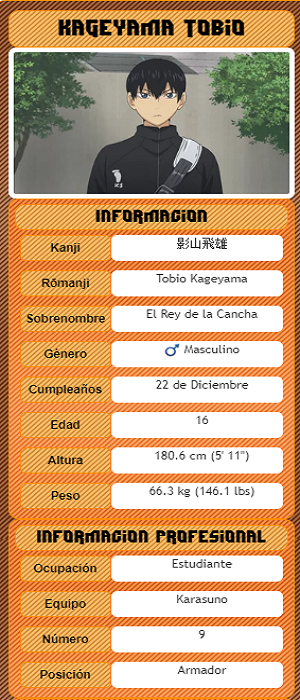 KAGEYAMA TOBIO
INFORMACION
Kanji 影山飛雄
Rōmanji Tobio Kageyama
Sobrenombre El Rey de la Cancha
Género ♂ Masculino
Cumpleaños 22 de Diciembre
Edad 16
Altura 180.6 cm (5' 11")
Peso 66.3 kg (146.1 lbs)
INFORMACION PROFESIONAL
Ocupación Estudiante
Equipo Karasuno
Número 9
Posición Armador